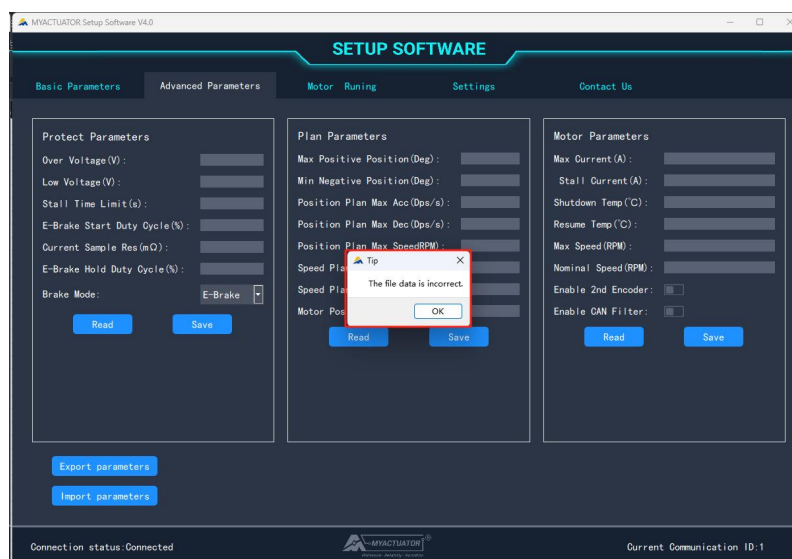 MYACTUATOR Setup Software V4.0
SETUP SOFTWARE
Basic Parameters
Advanced Parameters
Motor Runing
Settings
Contact Us
Protect Parameters
Over Voltage(V):
Low Voltage(V):
Stall Time Limit(s):
E-Brake Start Duty Cycle(%):
Current Sample Res(mΩ):
E-Brake Hold Duty Cycle(%):
Brake Mode:
E-Brake
Read
Save
Plan Parameters
Max Positive Position(Deg):
Min Negative Position(Deg):
Position Plan Max Acc(Dps/s):
Position Plan Max Dec(Dps/s):
Position Plan Max SpeedRPM):
Speed Pla
Speed Pla
Motor Pos
Read
Save
Tip
The file data is incorrect.
OK
Motor Parameters
Max Current(A):
Stall Current(A):
Shutdown Temp(℃):
Resume Temp(℃):
Max Speed(RPM):
Nominal Speed(RPM):
Enable 2nd Encoder:
Enable CAN Filter:
Read
Save
Export parameters
Import parameters
Connection status:Connected
MYACTUATOR
Current Communication ID:1